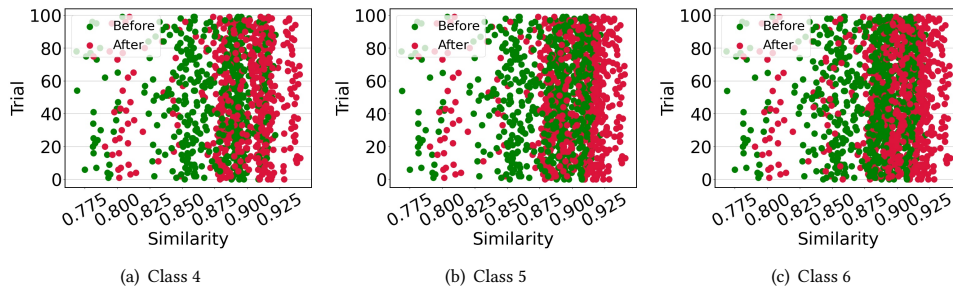 100
80
60
40
20
0
Trial
Before
After
0.775
0.800
0.825
0.850
0.875
0.900
0.925
Similarity
(a) Class 4
100
80
60
40
20
0
Trial
Before
After
0.775
0.800
0.825
0.850
0.875
0.900
0.925
Similarity
(b) Class 5
100
80
60
40
20
0
Trial
Before
After
0.775
0.800
0.825
0.850
0.875
0.900
0.925
Similarity
(c) Class 6